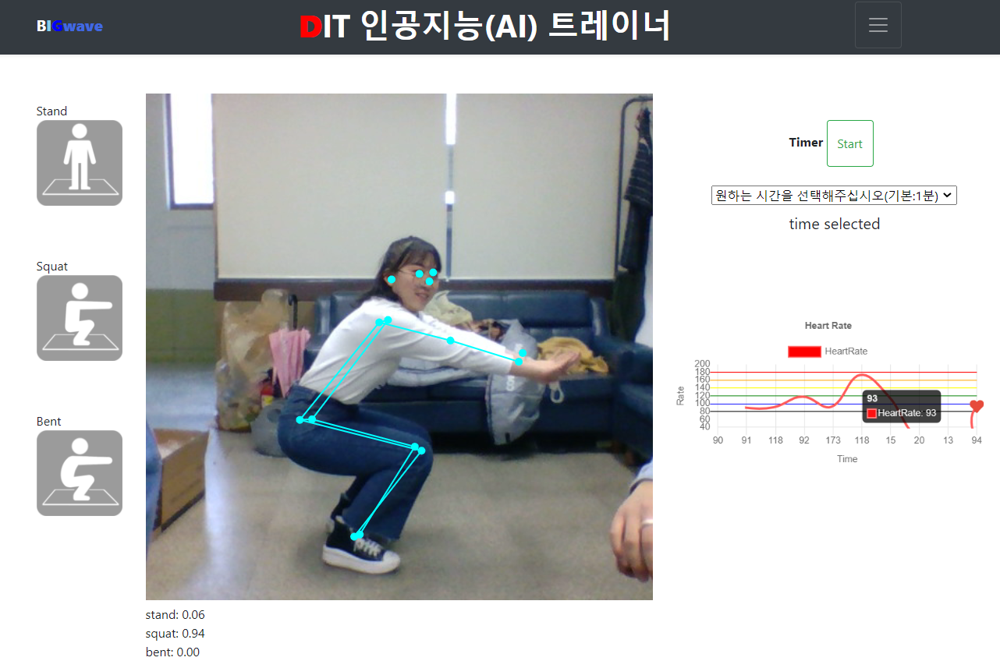 BIGwave
DIT 인공지능(AI) 트레이너
Stand
Squat
Bent
stand: 0.06
squat: 0.94
bent: 0.00
Timer
Start
원하는 시간을 선택해주십시오(기본:1분)
time selected
Heart Rate
HeartRate
Rate
200
180
160
140
120
100
80
60
40
93
HeartRate: 93
90 91 118 92 173 118 15 20 13 94
Time